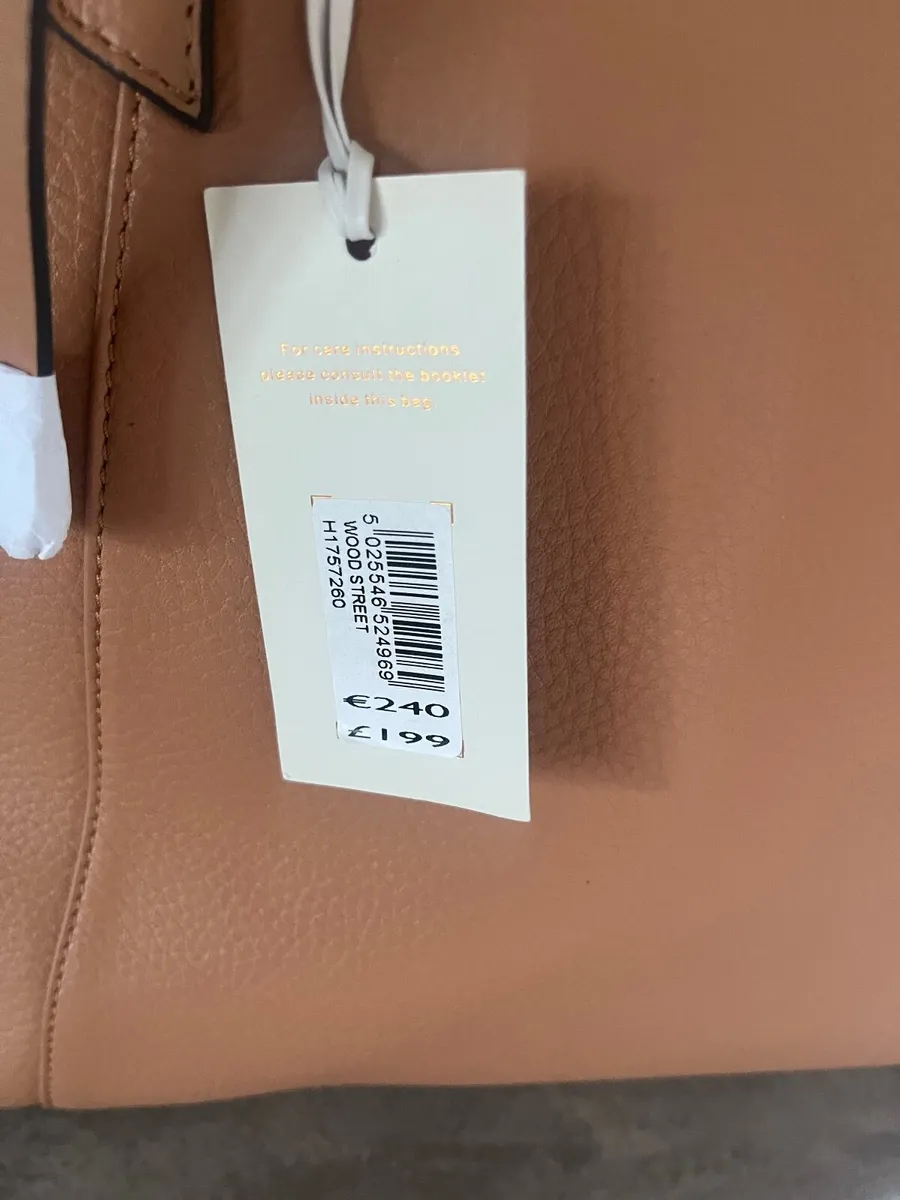 For care instructions
please consult the booklet
inside this bag
5 025546 524969
WOOD STREET
H1757260
€240
£199